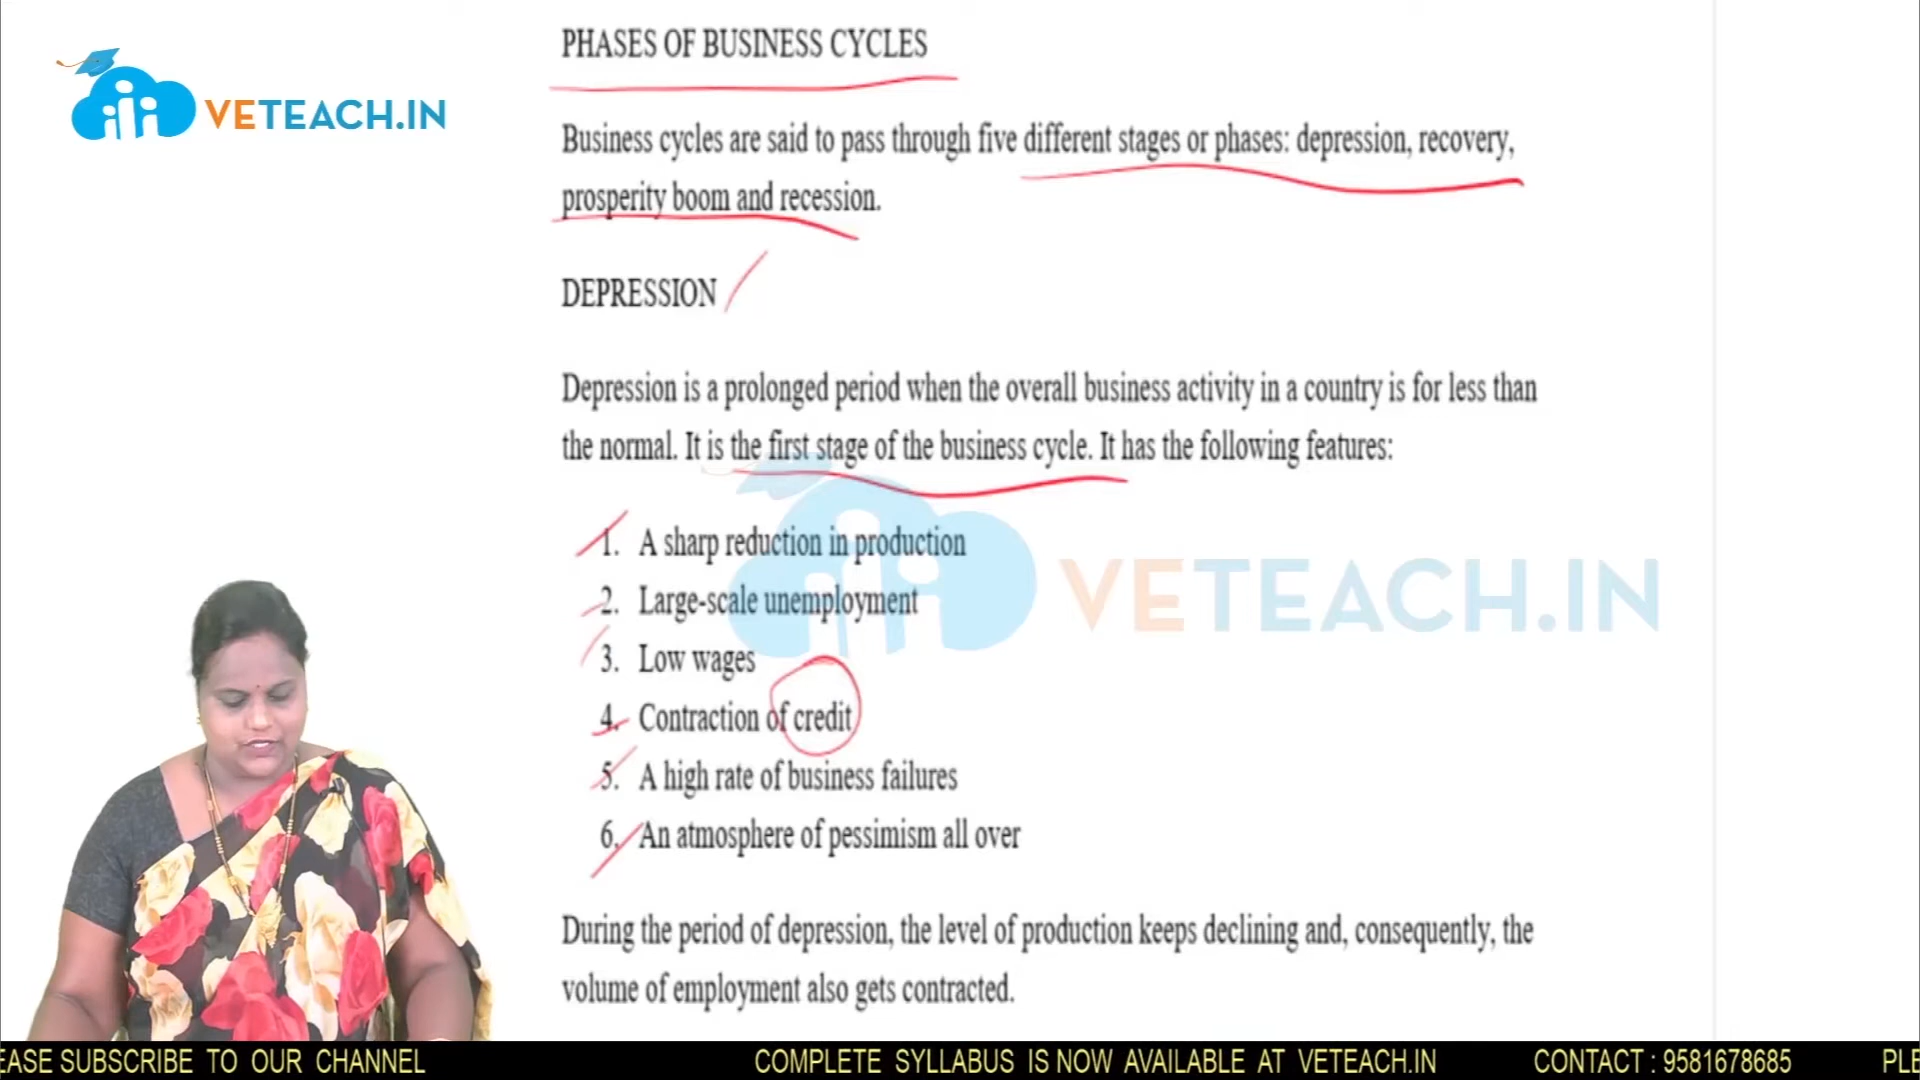 PHASES OF BUSINESS CYCLES
VETEACH.IN
Business cycles are said to pass through five different stages or phases: depression, recovery,
prosperity boom and recession.
DEPRESSION
Depression is a prolonged period when the overall business activity in a country is for less than
the normal. It is the first stage of the business cycle. It has the following features:
1. A sharp reduction in production
2. Large-scale unemployment
3. Low wages
4. Contraction of credit
5. A high rate of business failures
6. An atmosphere of pessimism all over
VETEACH.IN
During the period of depression, the level of production keeps declining and, consequently, the
volume of employment also gets contracted.
EASE SUBSCRIBE TO OUR CHANNEL COMPLETE SYLLABUS IS NOW AVAILABLE AT VETEACH.IN CONTACT : 9581678685 PLE